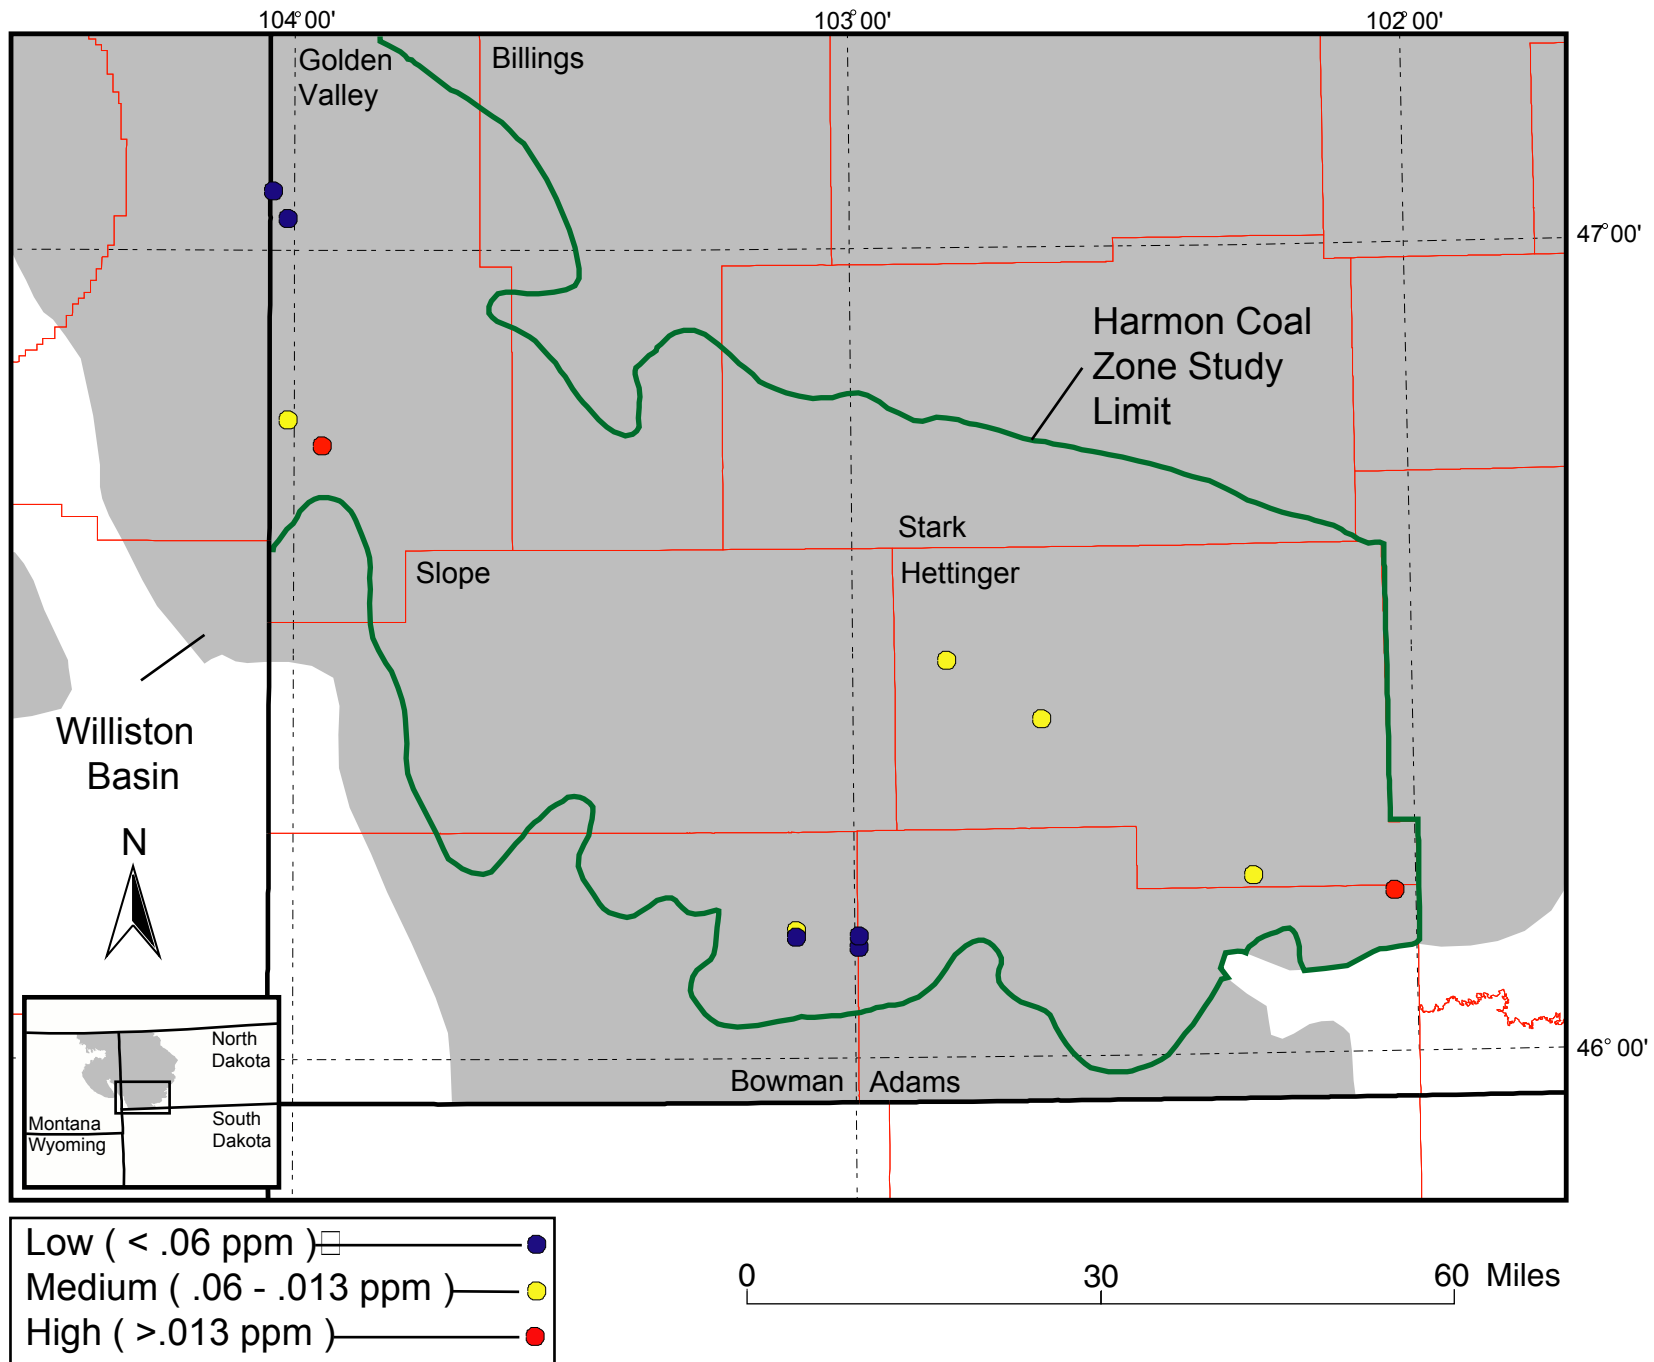 104°00'
103°00'
102°00'
Golden
Valley
Billings
47°00'
Harmon Coal
Zone Study
Limit
Stark
Slope
Hettinger
Williston
Basin
N
46°00'
Bowman
Adams
North
Dakota
Montana
Wyoming
South
Dakota
Low ( < .06 ppm )
Medium ( .06 - .013 ppm )
High ( >.013 ppm )
0 30 60 Miles